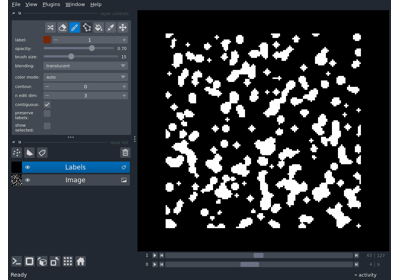 File View Plugins Window Help
label: 1
opacity: 0.70
brush size: 10
blending: translucent
color mode: auto
contour: 0
n edit dim: 3
contiguous:
preserve
labels:
show
selected:
Labels
Image
Ready
activity